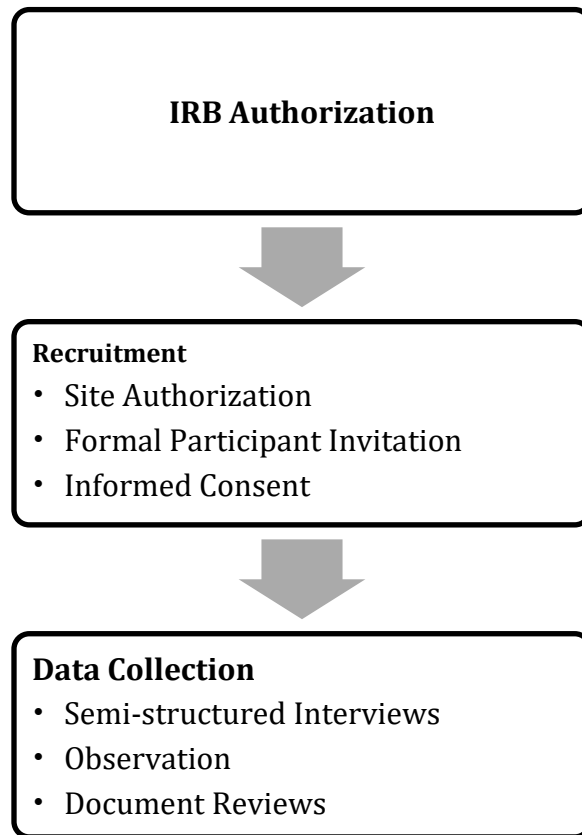 IRB Authorization
Recruitment
• Site Authorization
• Formal Participant Invitation
• Informed Consent
Data Collection
• Semi-structured Interviews
• Observation
• Document Reviews